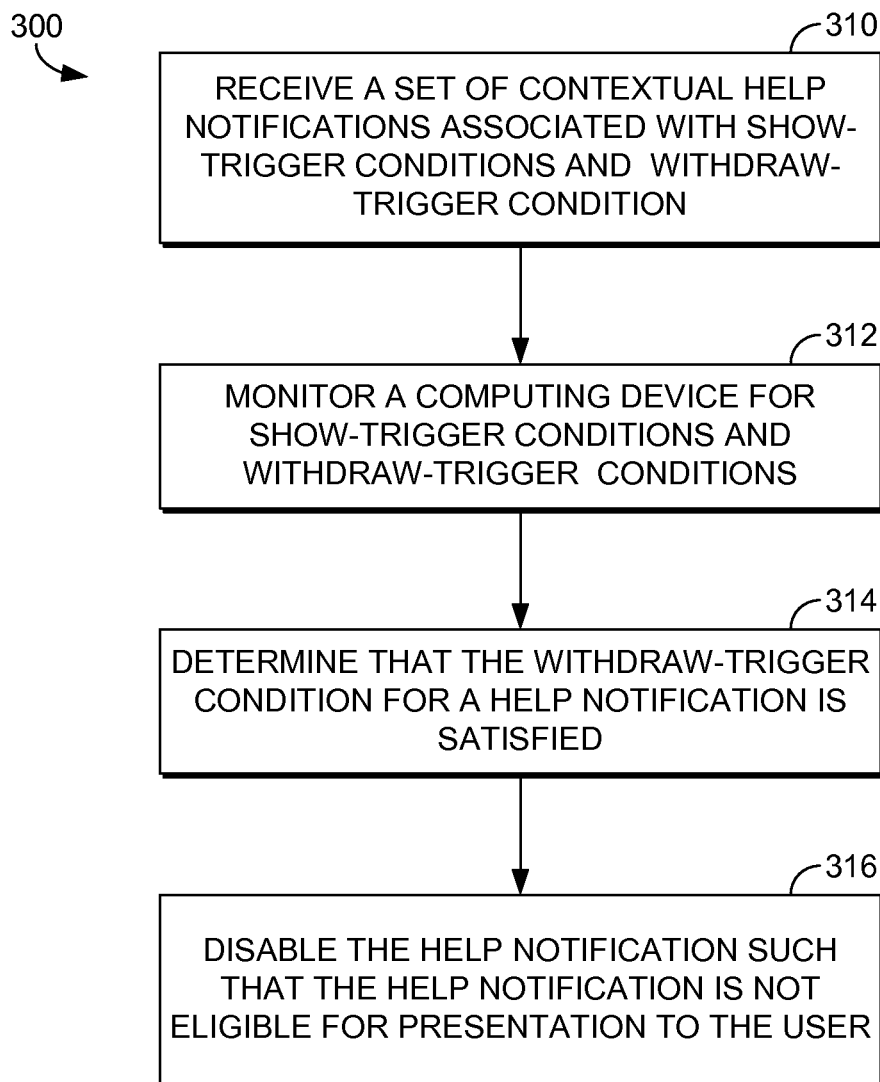 300
310
RECEIVE A SET OF CONTEXTUAL HELP
NOTIFICATIONS ASSOCIATED WITH SHOW-
TRIGGER CONDITIONS AND WITHDRAW-
TRIGGER CONDITION
312
MONITOR A COMPUTING DEVICE FOR
SHOW-TRIGGER CONDITIONS AND
WITHDRAW-TRIGGER CONDITIONS
314
DETERMINE THAT THE WITHDRAW-TRIGGER
CONDITION FOR A HELP NOTIFICATION IS
SATISFIED
316
DISABLE THE HELP NOTIFICATION SUCH
THAT THE HELP NOTIFICATION IS NOT
ELIGIBLE FOR PRESENTATION TO THE USER